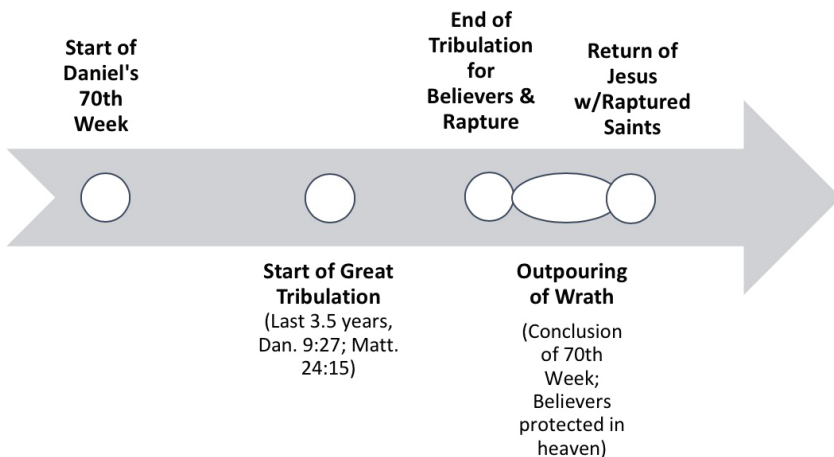 Start of
Daniel's
70th
Week
Start of Great
Tribulation
(Last 3.5 years,
Dan. 9:27; Matt.
24:15)
End of
Tribulation
for
Believers &
Rapture
Outpouring
of Wrath
(Conclusion
of 70th
Week;
Believers
protected in
heaven)
Return of
Jesus
w/Raptured
Saints